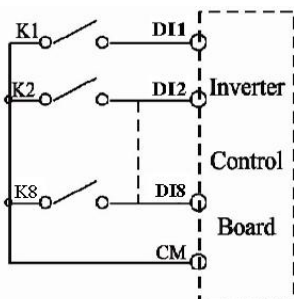 K1 DI1
K2 DI2 Inverter
Control
K8 DI8
Board
CM